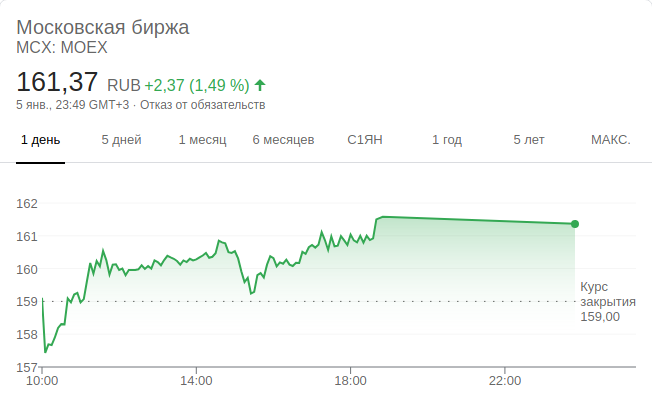 Московская биржа
MCX: MOEX
161,37 RUB +2,37 (1,49 %)
5 янв., 23:49 GMT+3 · Отказ от обязательств
1 день 5 дней 1 месяц 6 месяцев С1ЯН 1 год 5 лет МАКС.
162
161
160
159
158
157
Курс
закрытия
159,00
10:00 14:00 18:00 22:00